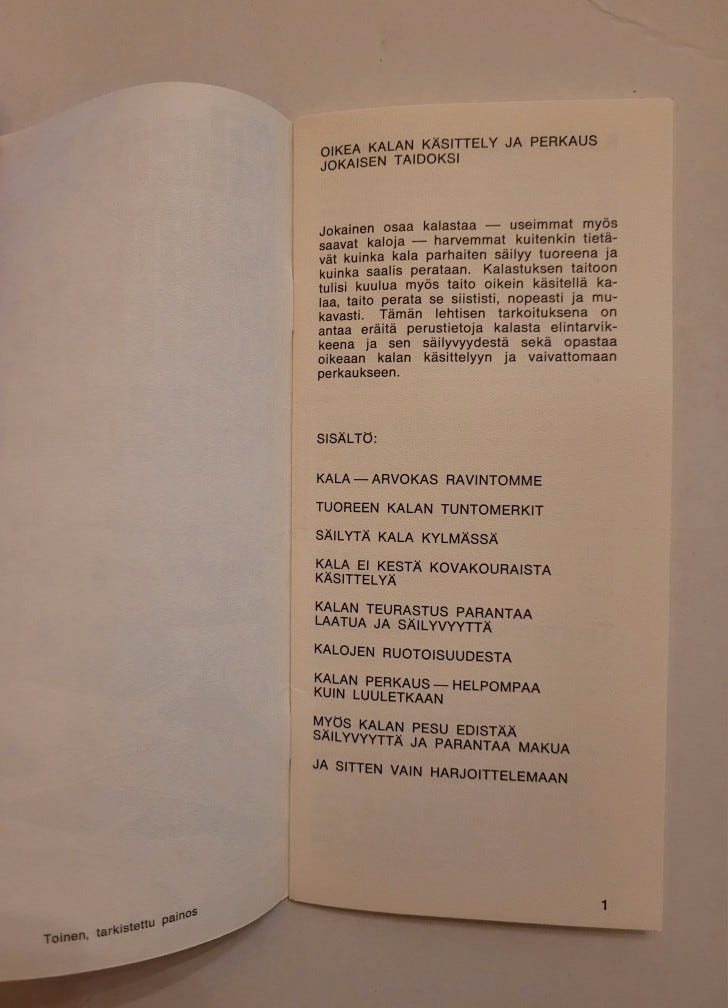 Toinen, tarkistettu painos
OIKEA KALAN KÄSITTELY JA PERKAUS
JOKAISEN TAIDOKSI
Jokainen osaa kalastaa — useimmat myös
saavat kaloja — harvemmat kuitenkin tietä-
vät kuinka kala parhaiten säilyy tuoreena ja
kuinka saalis perataan. Kalastuksen taitoon
tulisi kuulua myös taito oikein käsitellä ka-
laa, taito perata se siististi, nopeasti ja mu-
kavasti. Tämän lehtisen tarkoituksena on
antaa eräitä perustietoja kalasta elintarvik-
keena ja sen säilyvyydestä sekä opastaa
oikeaan kalan käsittelyyn ja vaivattomaan
perkaukseen.
SISÄLTÖ:
KALA — ARVOKAS RAVINTOMME
TUOREEN KALAN TUNTOMERKIT
SÄILYTÄ KALA KYLMÄSSÄ
KALA EI KESTÄ KOVAKOURAISTA
KÄSITTELYÄ
KALAN TEURASTUS PARANTAA
LAATUA JA SÄILYVYYTTÄ
KALOJEN RUOTOISUUDESTA
KALAN PERKAUS — HELPOMPAA
KUIN LUULETKAAN
MYÖS KALAN PESU EDISTÄÄ
SÄILYVYYTTÄ JA PARANTAA MAKUA
JA SITTEN VAIN HARJOITTELEMAAN
1